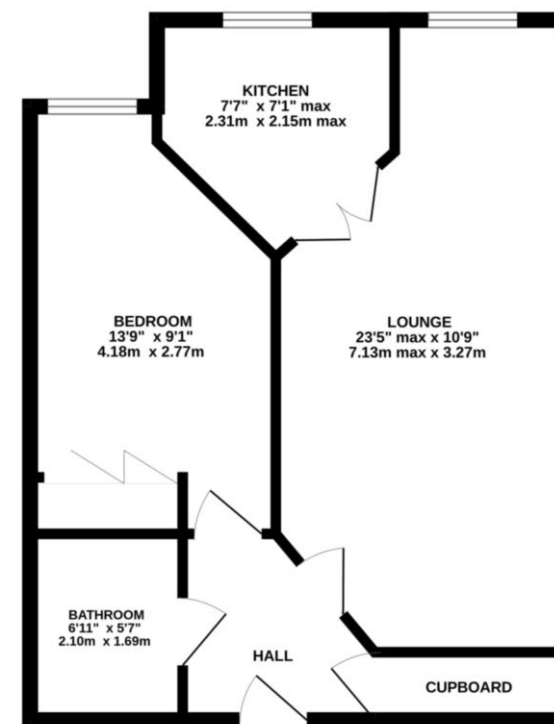 KITCHEN
7'7" x 7'1" max
2.31m x 2.15m max
BEDROOM
13'9" x 9'1"
4.18m x 2.77m
LOUNGE
23'5" max x 10'9"
7.13m max x 3.27m
BATHROOM
6'11" x 5'7"
2.10m x 1.69m
HALL
CUPBOARD